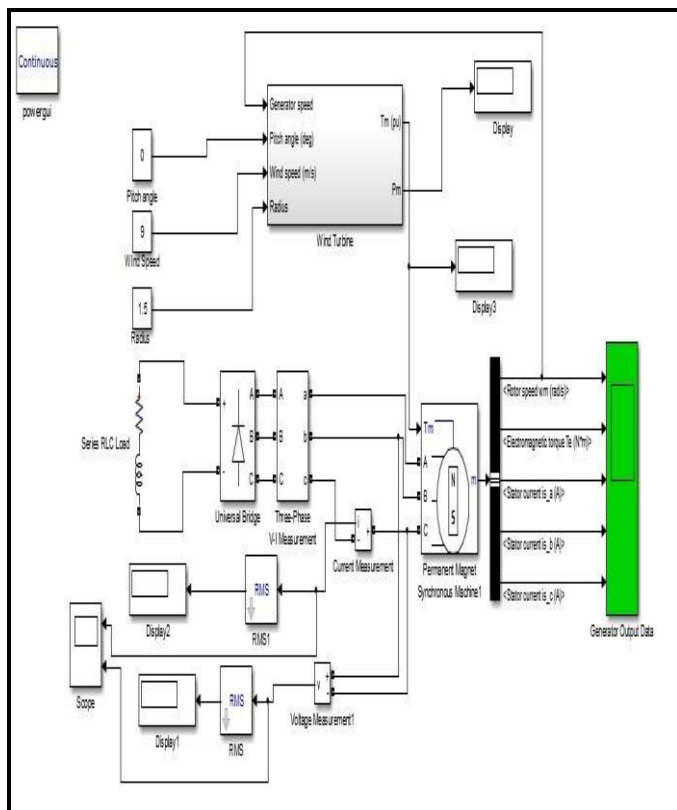 Continuous
powergui
Generator speed
Pitch angle (deg)
Wind speed (m/s)
Radius
Tm (pu)
Pm
Wind Turbine
Display
0
Pitch angle
9
Wind Speed
1.5
Radius
Display3
Series RLC Load
+
-
A
B
C
Universal Bridge
A
B
C
a
b
c
Three-Phase
V-I Measurement
i
+
-
Current Measurement
Tm
A
B
C
m
N
S
Permanent Magnet
Synchronous Machine1
<Rotor speed wm (rad/s)>
<Electromagnetic torque Te (N*m)>
<Stator current is_a (A)>
<Stator current is_b (A)>
<Stator current is_c (A)>
Generator Output Data
Display2
RMS
RMS1
Scope
Display1
RMS
RMS
v
+
-
Voltage Measurement1